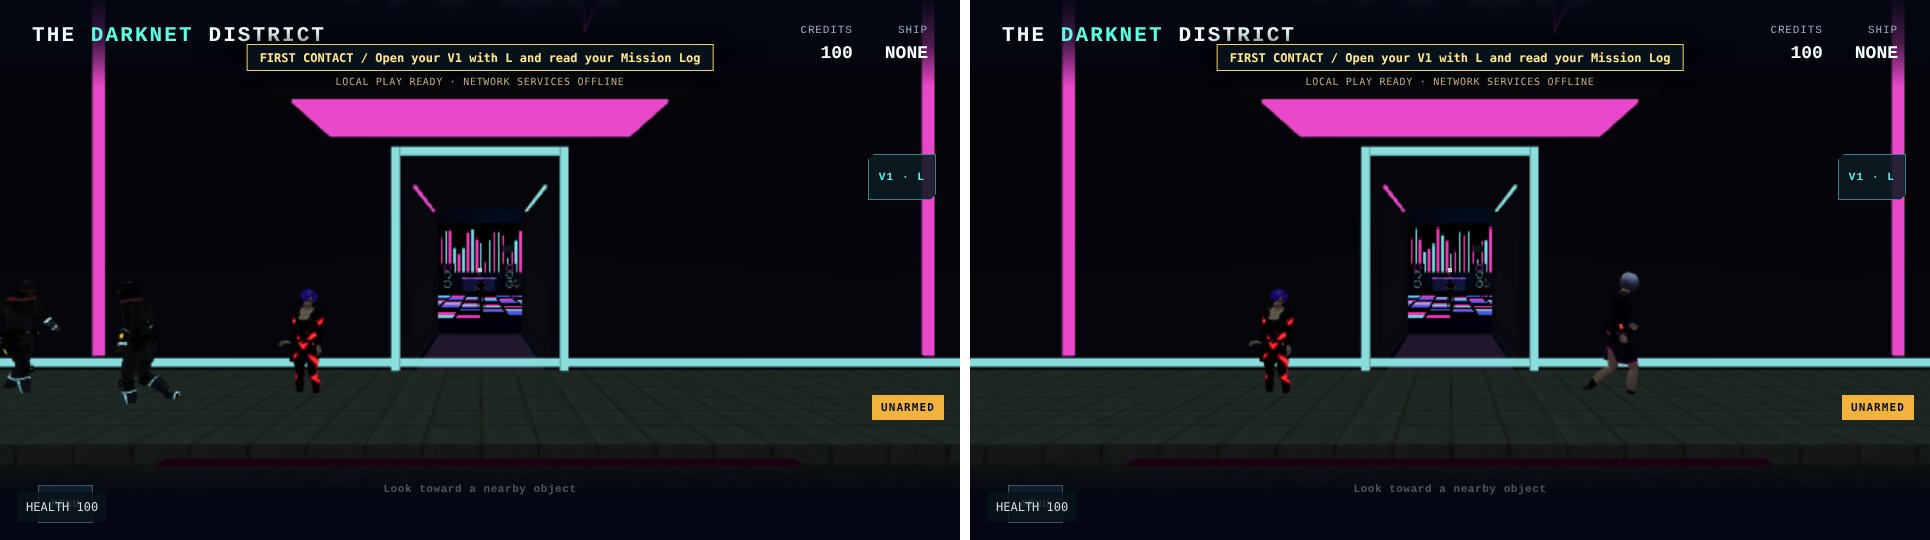 THE DARKNET DISTRICT
CREDITS SHIP
100 NONE
FIRST CONTACT / Open your V1 with L and read your Mission Log
LOCAL PLAY READY · NETWORK SERVICES OFFLINE
V1 · L
UNARMED
Look toward a nearby object
HEALTH 100
THE DARKNET DISTRICT
CREDITS SHIP
100 NONE
FIRST CONTACT / Open your V1 with L and read your Mission Log
LOCAL PLAY READY · NETWORK SERVICES OFFLINE
V1 · L
UNARMED
Look toward a nearby object
HEALTH 100